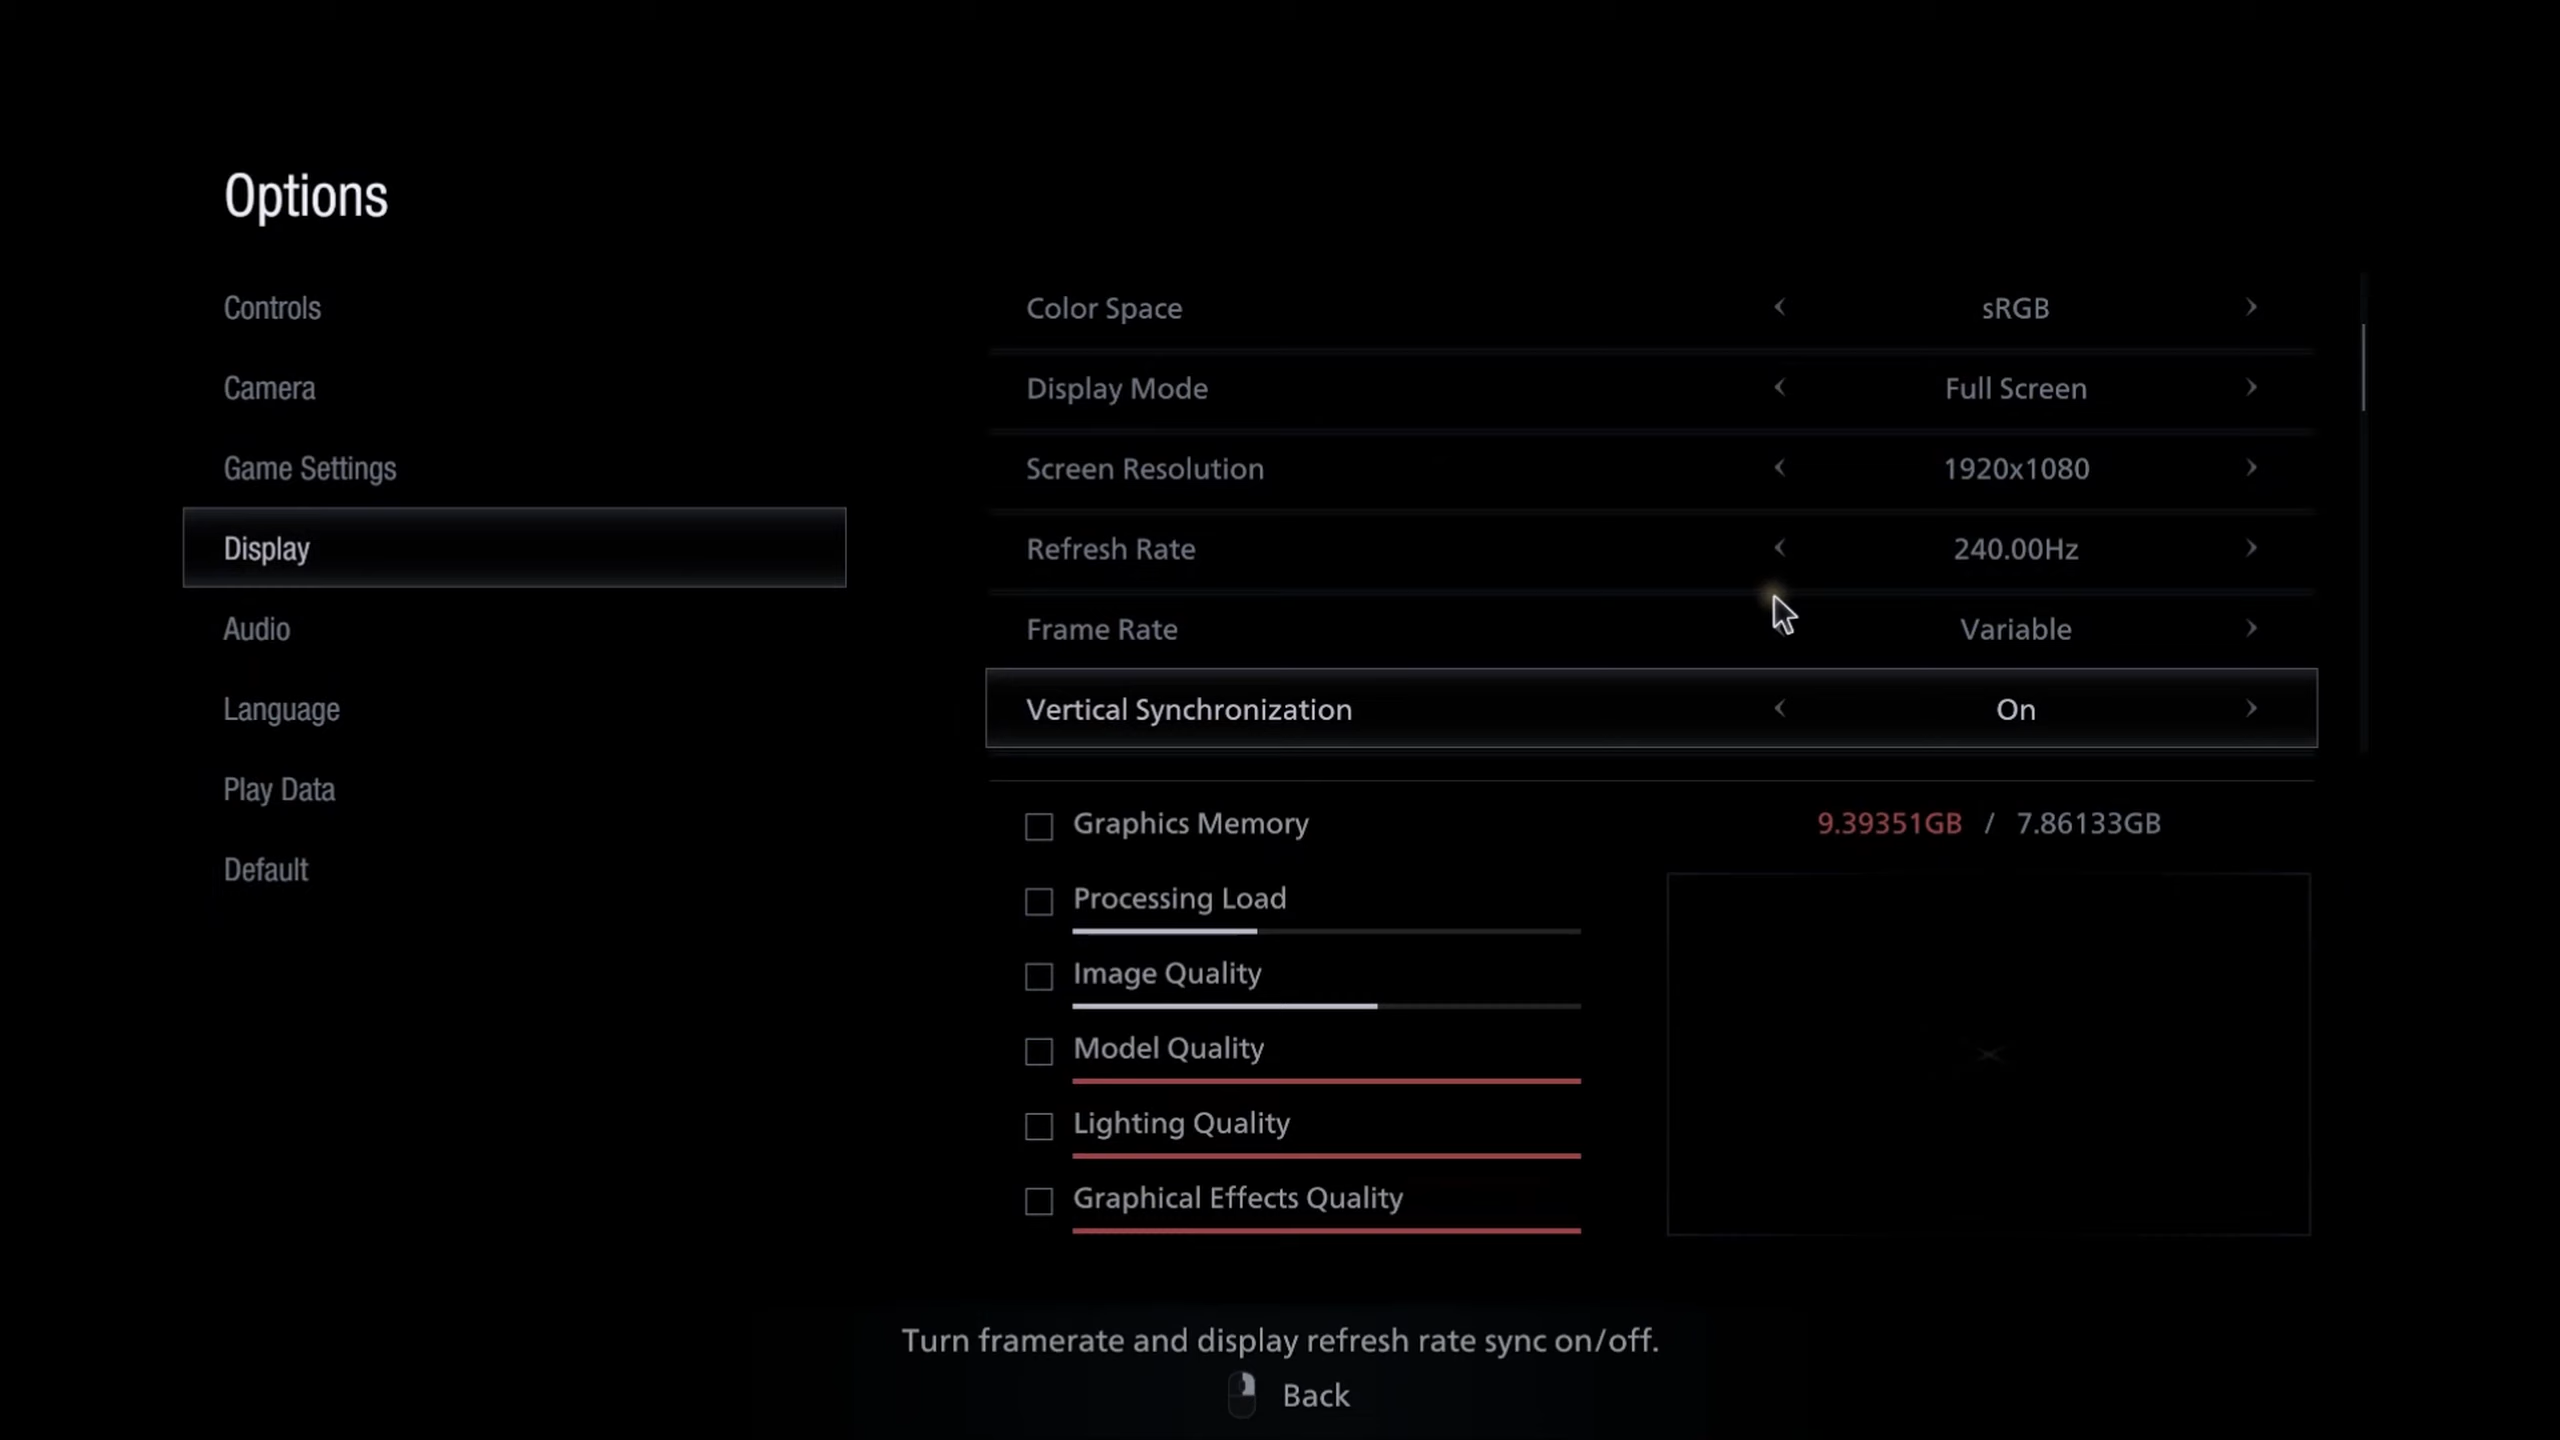 Options
Controls
Camera
Game Settings
Display
Audio
Language
Play Data
Default
Color Space sRGB
Display Mode Full Screen
Screen Resolution 1920x1080
Refresh Rate 240.00Hz
Frame Rate Variable
Vertical Synchronization On
Graphics Memory 9.39351GB / 7.86133GB
Processing Load
Image Quality
Model Quality
Lighting Quality
Graphical Effects Quality
Turn framerate and display refresh rate sync on/off.
Back